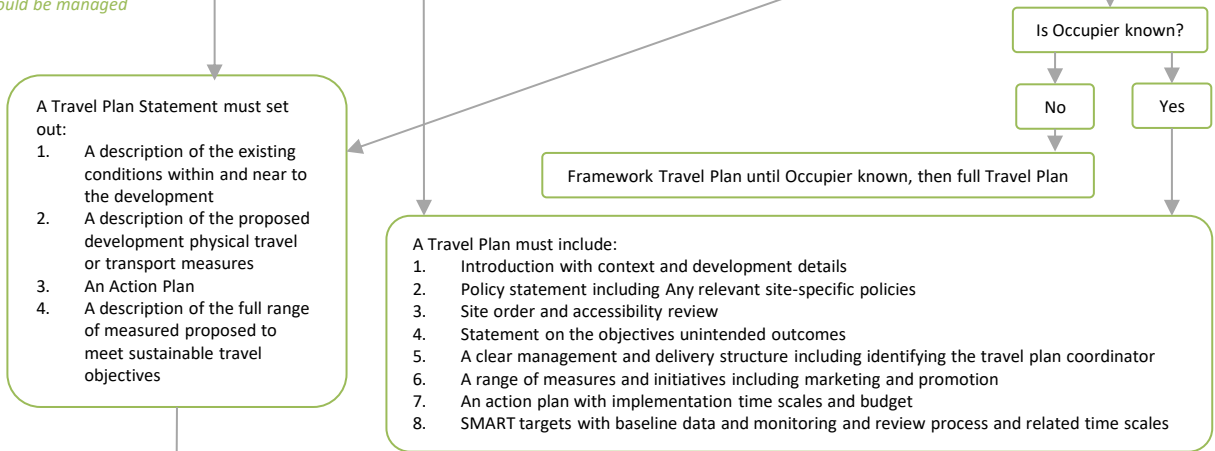 ould be managed
Is Occupier known?
No
Yes
Framework Travel Plan until Occupier known, then full Travel Plan
A Travel Plan Statement must set
out:
1. A description of the existing
conditions within and near to
the development
2. A description of the proposed
development physical travel
or transport measures
3. An Action Plan
4. A description of the full range
of measured proposed to
meet sustainable travel
objectives
A Travel Plan must include:
1. Introduction with context and development details
2. Policy statement including Any relevant site-specific policies
3. Site order and accessibility review
4. Statement on the objectives unintended outcomes
5. A clear management and delivery structure including identifying the travel plan coordinator
6. A range of measures and initiatives including marketing and promotion
7. An action plan with implementation time scales and budget
8. SMART targets with baseline data and monitoring and review process and related time scales